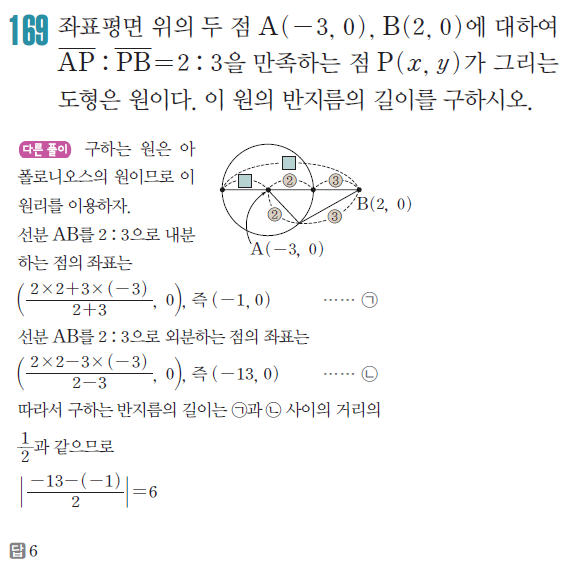 169 좌표평면 위의 두 점 A(−3, 0), B(2, 0)에 대하여
AP : PB=2 : 3을 만족하는 점 P(x, y)가 그리는
도형은 원이다. 이 원의 반지름의 길이를 구하시오.
다른 풀이 구하는 원은 아
폴로니오스의 원이므로 이
원리를 이용하자.
선분 AB를 2 : 3으로 내분
하는 점의 좌표는
② ③
② ③
B(2, 0)
A(−3, 0)
(2×2+3×(−3)/2+3, 0), 즉 (−1, 0) …… ㉠
선분 AB를 2 : 3으로 외분하는 점의 좌표는
(2×2−3×(−3)/2−3, 0), 즉 (−13, 0) …… ㉡
따라서 구하는 반지름의 길이는 ㉠과 ㉡ 사이의 거리의
1/2과 같으므로
|−13−(−1)/2|=6
답 6